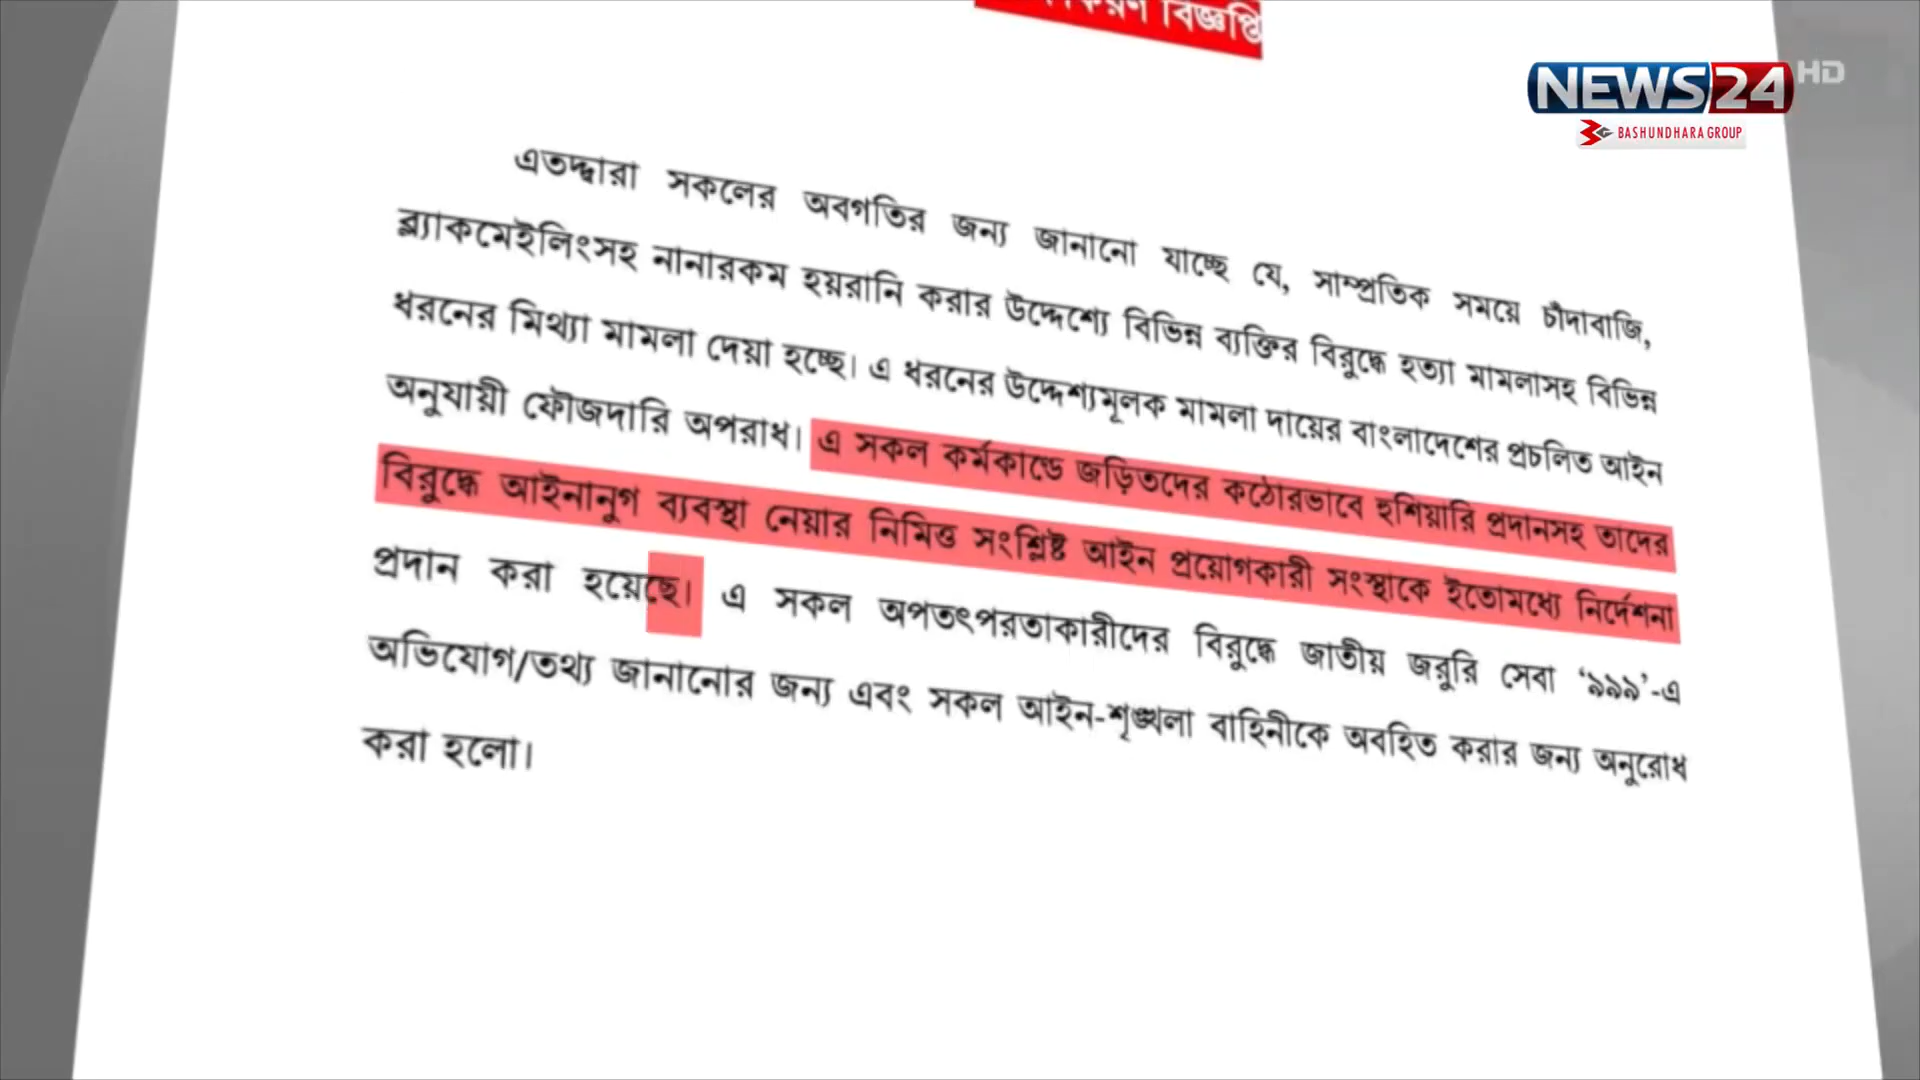 বিজ্ঞপ্তি
NEWS24 HD
BASHUNDHARA GROUP
এতদ্দ্বারা সকলের অবগতির জন্য জানানো যাচ্ছে যে, সাম্প্রতিক সময়ে চাঁদাবাজি,
ব্ল্যাকমেইলিংসহ নানারকম হয়রানি করার উদ্দেশ্যে বিভিন্ন ব্যক্তির বিরুদ্ধে হত্যা মামলাসহ বিভিন্ন
ধরনের মিথ্যা মামলা দেয়া হচ্ছে। এ ধরনের উদ্দেশ্যমূলক মামলা দায়ের বাংলাদেশের প্রচলিত আইন
অনুযায়ী ফৌজদারি অপরাধ। এ সকল কর্মকান্ডে জড়িতদের কঠোরভাবে হুশিয়ারি প্রদানসহ তাদের
বিরুদ্ধে আইনানুগ ব্যবস্থা নেয়ার নিমিত্ত সংশ্লিষ্ট আইন প্রয়োগকারী সংস্থাকে ইতোমধ্যে নির্দেশনা
প্রদান করা হয়েছে। এ সকল অপতৎপরতাকারীদের বিরুদ্ধে জাতীয় জরুরি সেবা ‘৯৯৯’-এ
অভিযোগ/তথ্য জানানোর জন্য এবং সকল আইন-শৃঙ্খলা বাহিনীকে অবহিত করার জন্য অনুরোধ
করা হলো।